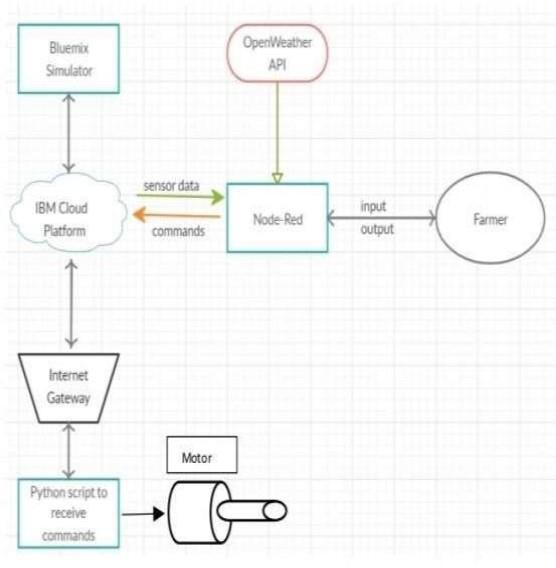 Bluemix
Simulator
OpenWeather
API
IBM Cloud
Platform
sensor data
commands
Node-Red
input
output
Farmer
Internet
Gateway
Motor
Python script to
receive
commands